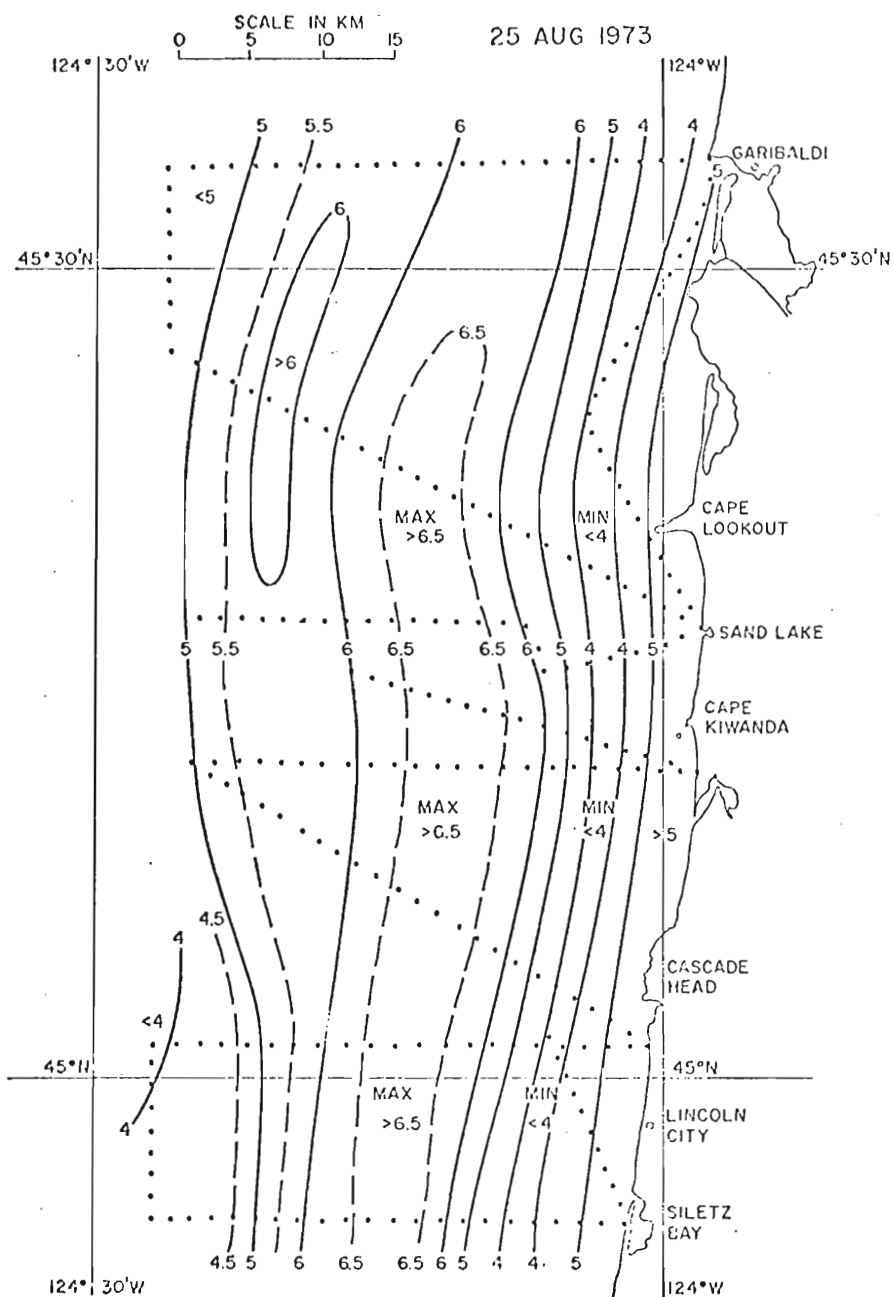 SCALE IN KM
0 5 10 15
25 AUG 1973
124° 30'W
124°W
5 5.5 6 6 5 4 4
GARIBALDI
5
<5
6
45° 30'N
45° 30'N
6.5
>6
CAPE
LOOKOUT
MAX
>6.5
MIN
<4
SAND LAKE
5 5.5 6 6.5 6.5 6 5 4 4 5
CAPE
KIWANDA
MAX
>6.5
MIN
<4
>5
4.5
4
CASCADE
HEAD
<4
45°N
45°N
MAX
>6.5
MIN
<4
LINCOLN
CITY
4
SILETZ
BAY
4.5 5 6 6.5 6.5 6 5 4 4 5
124° 30'W
124°W